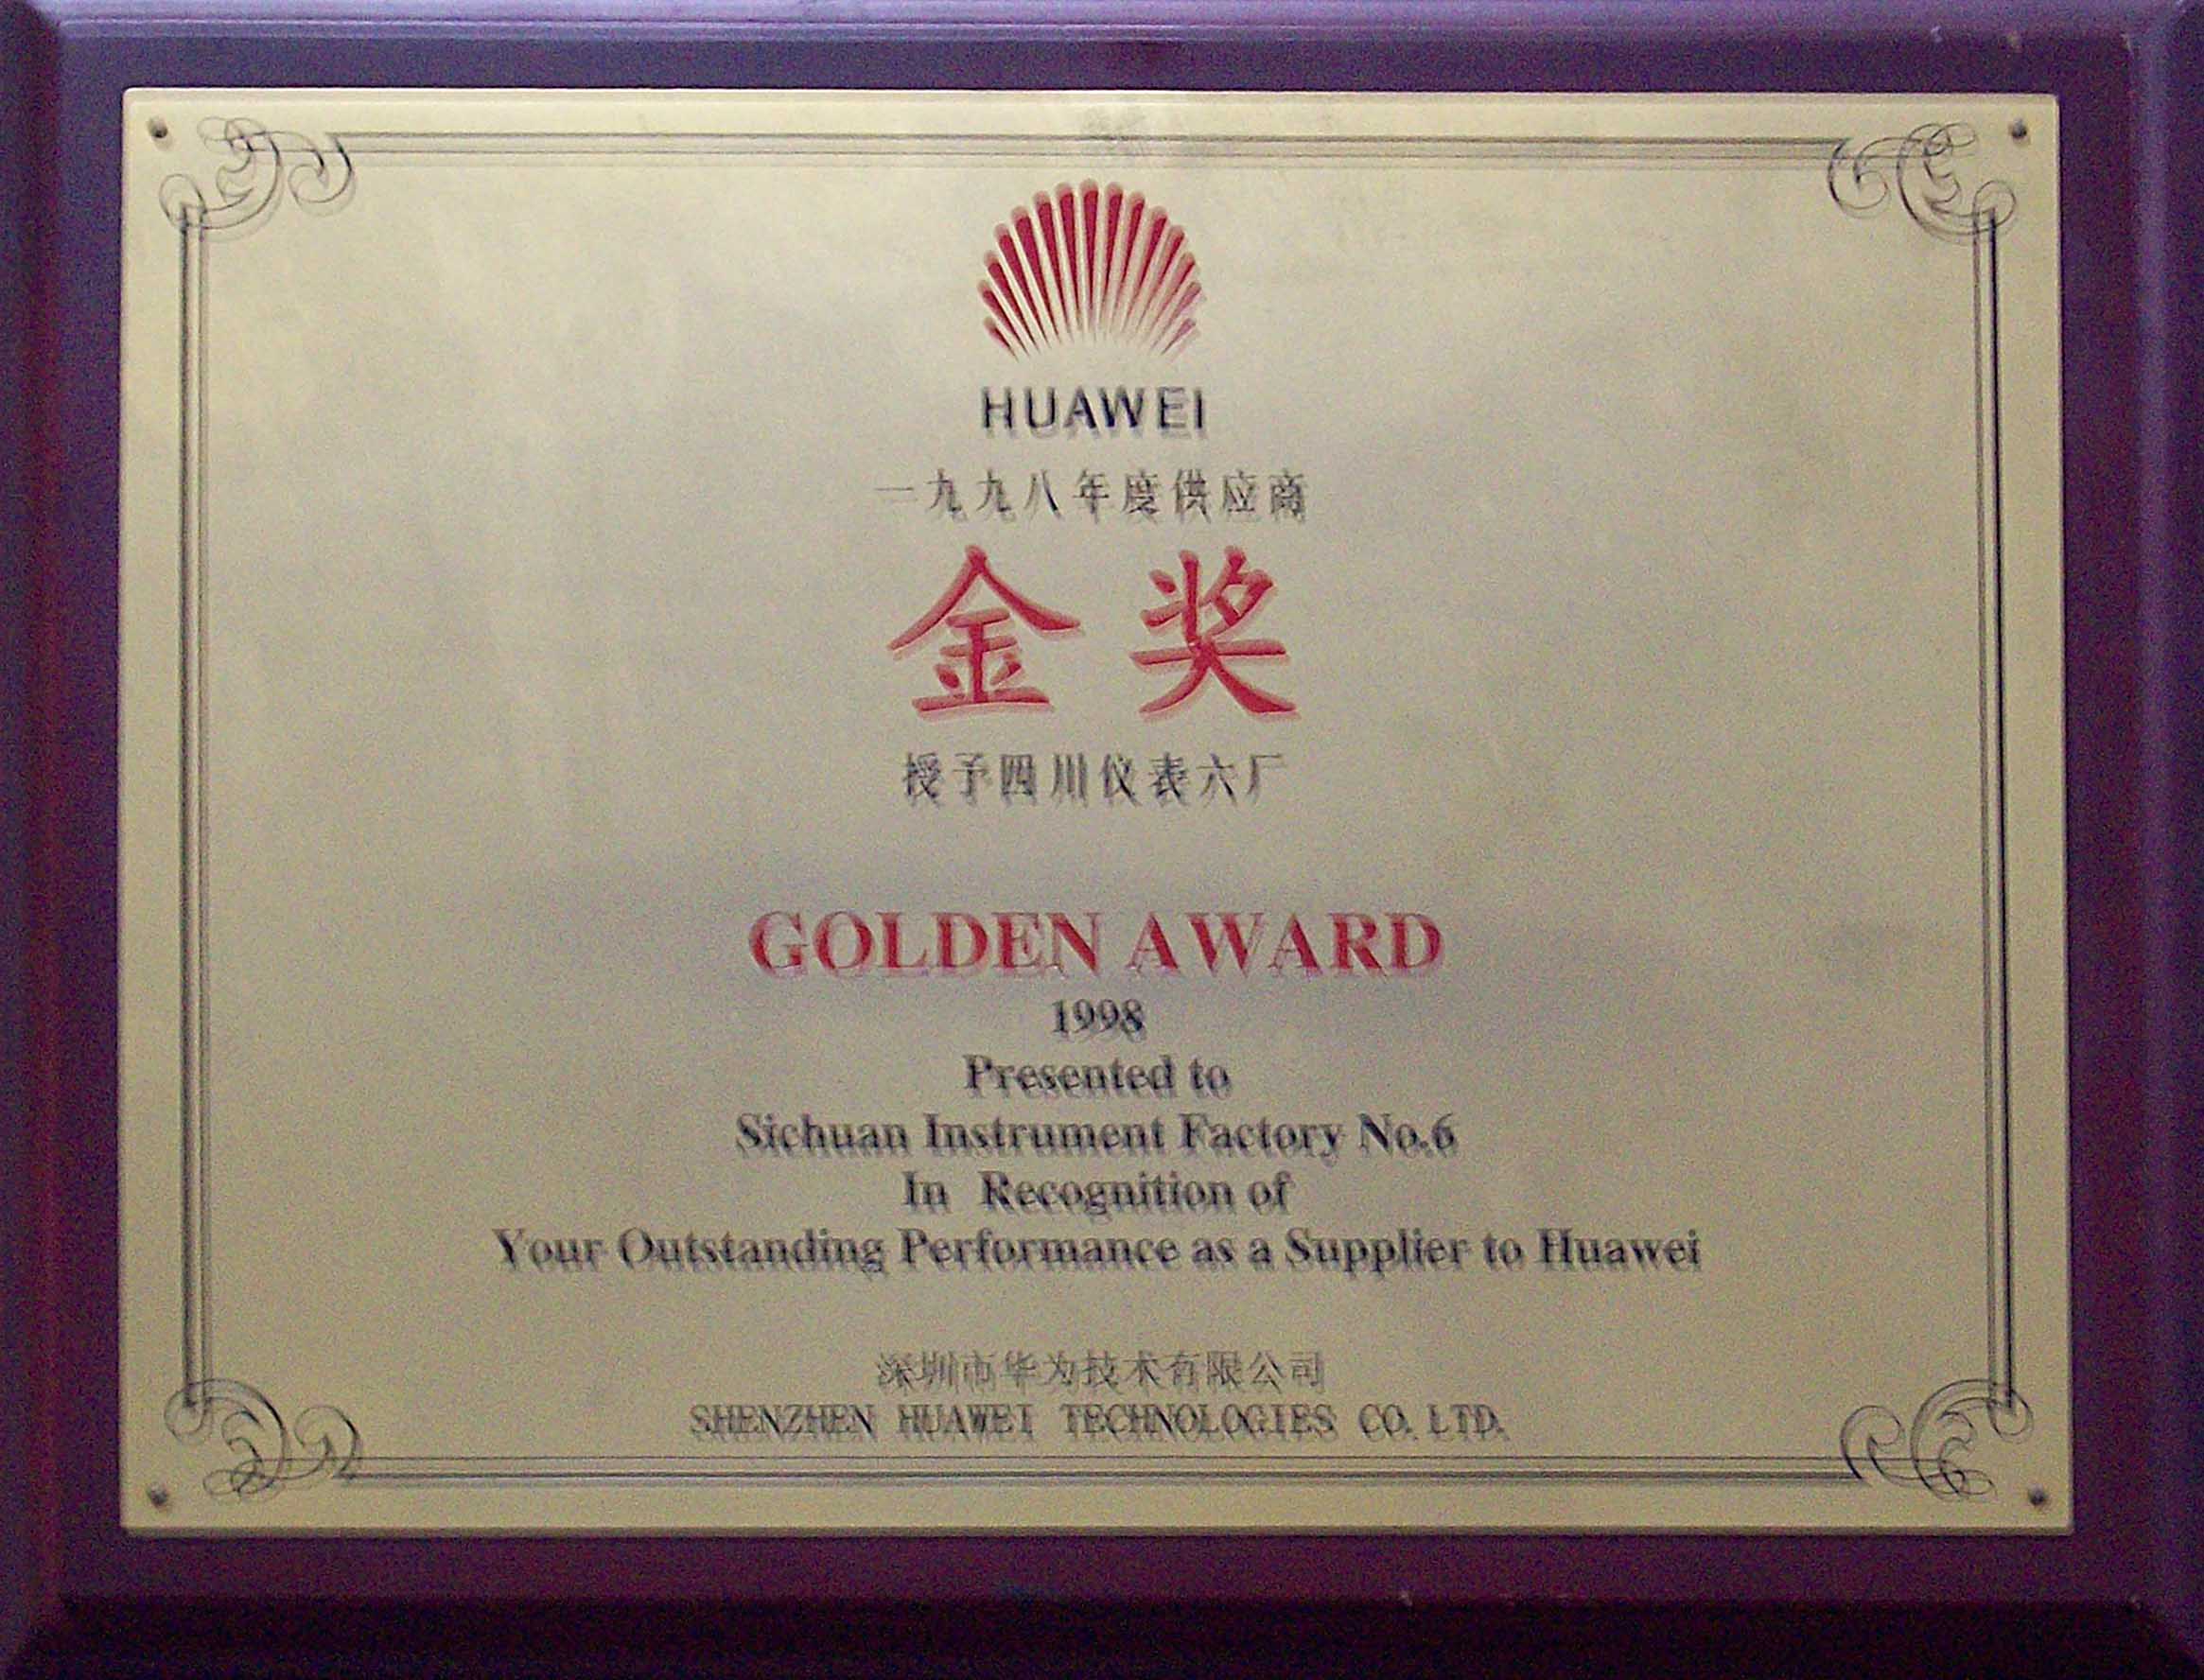 HUAWEI
一九九八年度供应商
金奖
授予四川仪表六厂
GOLDEN AWARD
1998
Presented to
Sichuan Instrument Factory No.6
In Recognition of
Your Outstanding Performance as a Supplier to Huawei
深圳市华为技术有限公司
SHENZHEN HUAWEI TECHNOLOGIES CO. LTD.